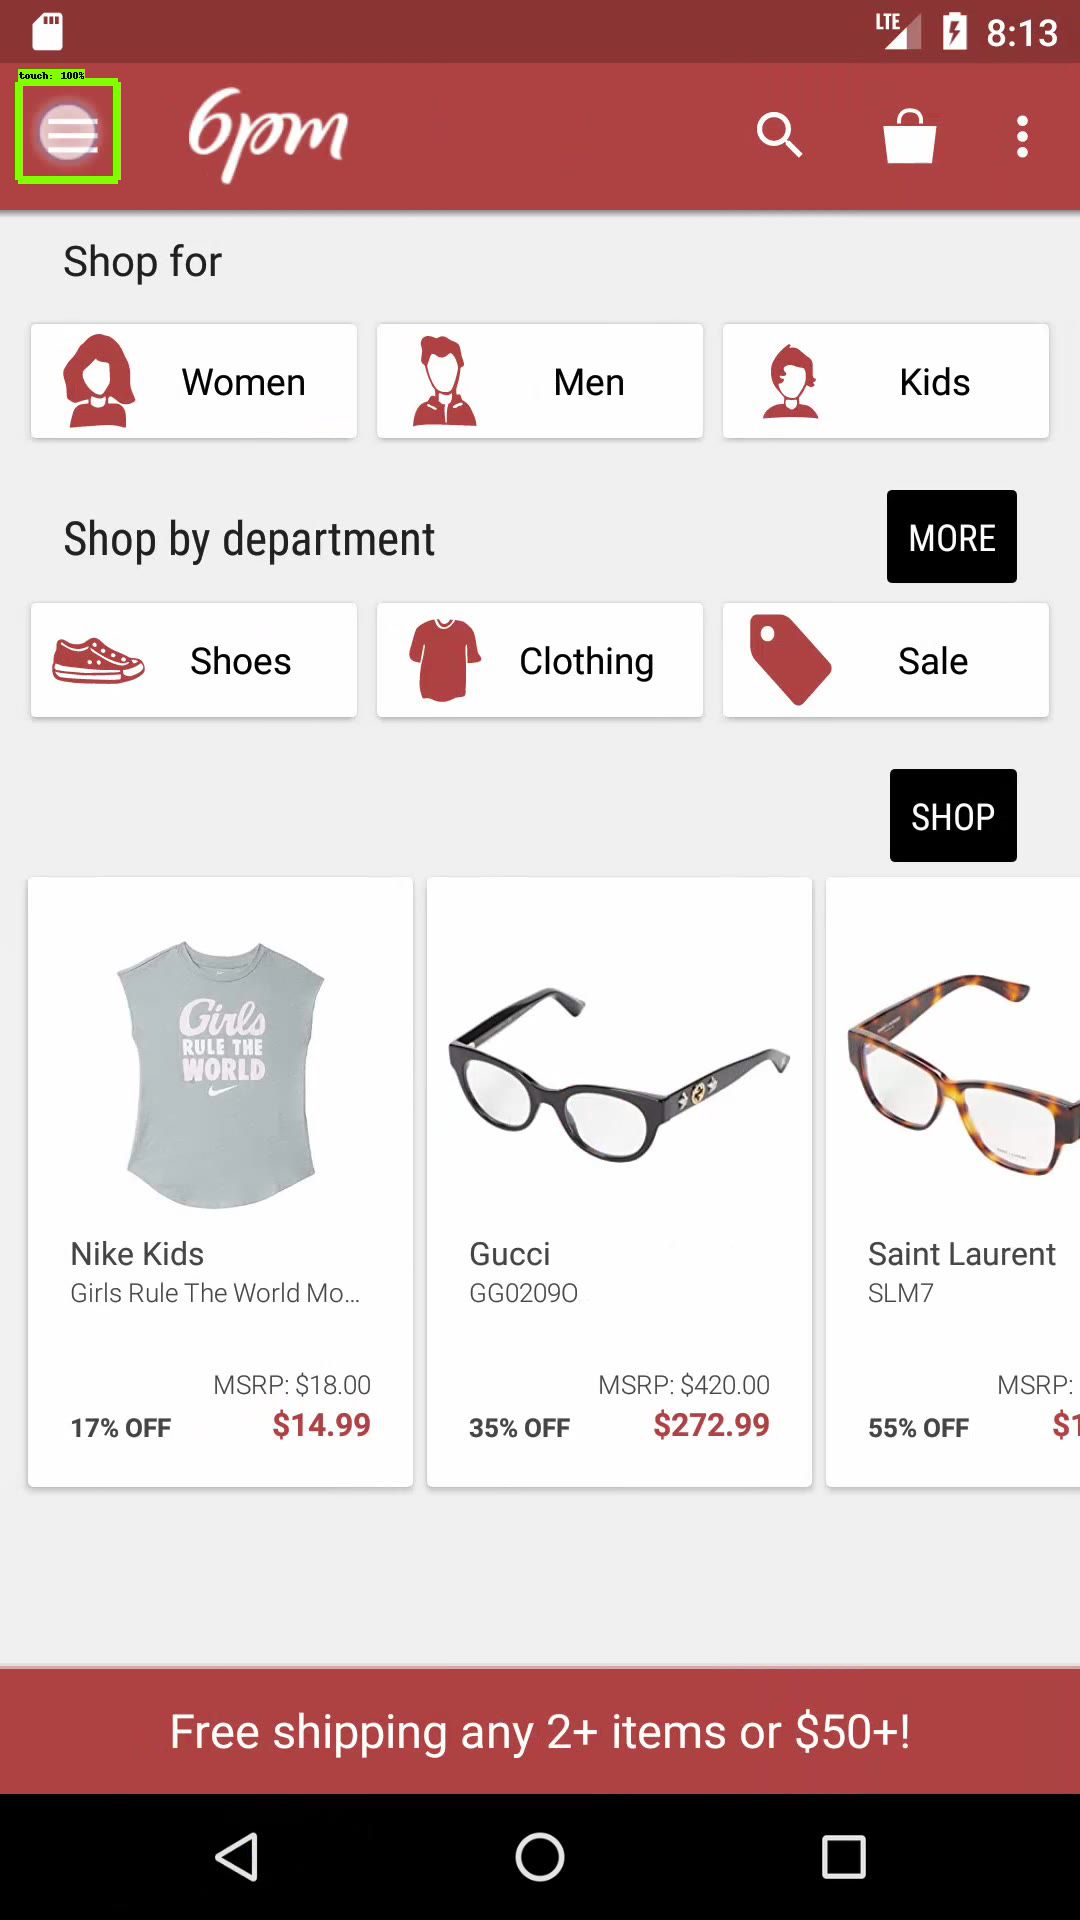 LTE 8:13
touch: 100%
6pm
Shop for
Women Men Kids
Shop by department MORE
Shoes Clothing Sale
SHOP
Girls
RULE THE
WORLD
Nike Kids Gucci Saint Laurent
Girls Rule The World Mo... GG0209O SLM7
MSRP: $18.00 MSRP: $420.00 MSRP:
17% OFF $14.99 35% OFF $272.99 55% OFF $1
Free shipping any 2+ items or $50+!